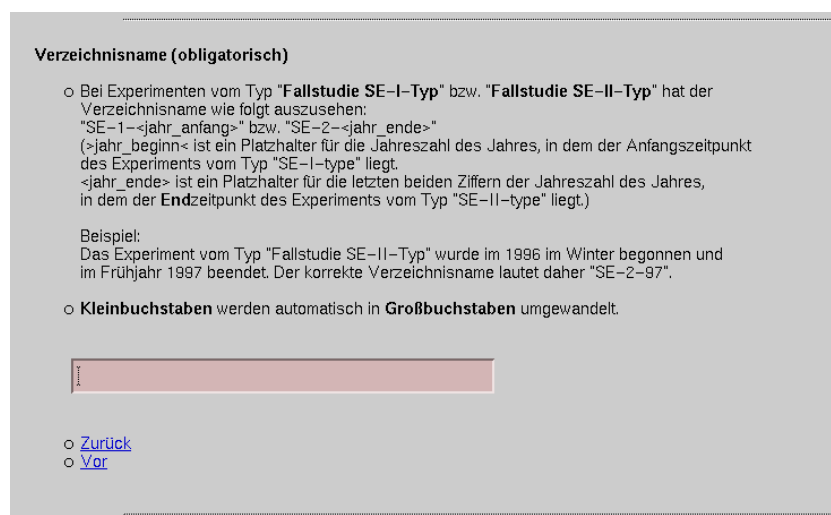 Verzeichnisname (obligatorisch)
o Bei Experimenten vom Typ "Fallstudie SE-I-Typ" bzw. "Fallstudie SE-II-Typ" hat der
Verzeichnisname wie folgt auszusehen:
"SE-1-<jahr_anfang>" bzw. "SE-2-<jahr_ende>"
(>jahr_beginn< ist ein Platzhalter für die Jahreszahl des Jahres, in dem der Anfangszeitpunkt
des Experiments vom Typ "SE-I-type" liegt.
<jahr_ende> ist ein Platzhalter für die letzten beiden Ziffern der Jahreszahl des Jahres,
in dem der Endzeitpunkt des Experiments vom Typ "SE-II-type" liegt.)
Beispiel:
Das Experiment vom Typ "Fallstudie SE-II-Typ" wurde im 1996 im Winter begonnen und
im Frühjahr 1997 beendet. Der korrekte Verzeichnisname lautet daher "SE-2-97".
o Kleinbuchstaben werden automatisch in Großbuchstaben umgewandelt.
o Zurück
o Vor